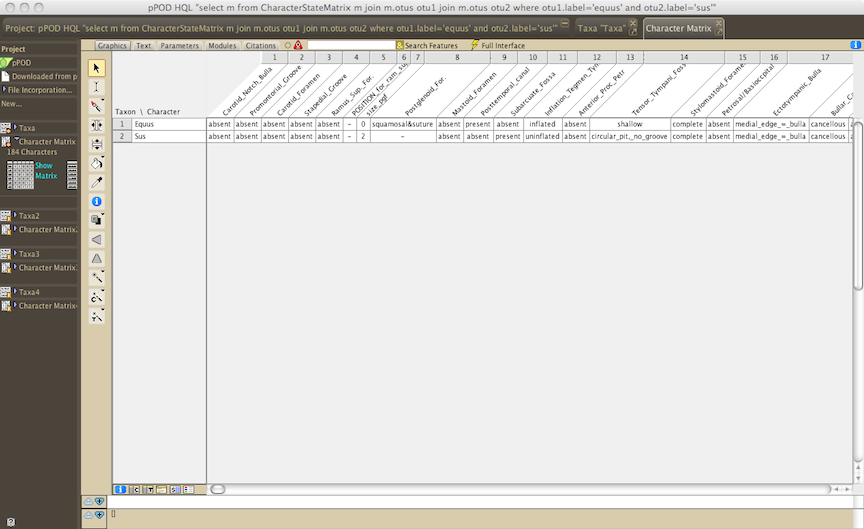 pPOD HQL "select m from CharacterStateMatrix m join m.otus otu1 join m.otus otu2 where otu1.label='equus' and otu2.label='sus'"
Project: pPOD HQL "select m from CharacterStateMatrix m join m.otus otu1 join m.otus otu2 where otu1.label='equus' and otu2.label='sus'"
Taxa "Taxa"
Character Matrix
Project
pPOD
Downloaded from p
File Incorporation...
New...
Taxa
Character Matrix
184 Characters
Show
Matrix
Taxa2
Character Matrix
Taxa3
Character Matrix
Taxa4
Character Matrix
Graphics Text Parameters Modules Citations Search Features Full Interface
1 2 3 4 5 6 7 8 9 10 11 12 13 14 15 16 17
Taxon \ Character
Carotid_Notch_Bulla
Promontorial_Groove
Carotid_Foramen
Stapedial_Groove
Ramus_Sup._For.
POSITION_for_ram_su
size_pgf
Postglenoid_For.
Mastoid_Foramen
Posttemporal_canal
Subarcuate_Fossa
Inflation_Tegmen_Tyn
Anterior_Proc_Petr
Tensor_Tympani_Foss
Stylomastoid_Forame
Petrosal/Basioccpital
Ectotympanic_Bulla
Bullar_C
1 Equus absent absent absent absent absent - 0 squamosal&suture absent present absent inflated absent shallow complete absent medial_edge_=_bulla cancellous
2 Sus absent absent absent absent absent - 2 - absent absent present uninflated absent circular_pit,_no_groove complete absent medial_edge_=_bulla cancellous
[]